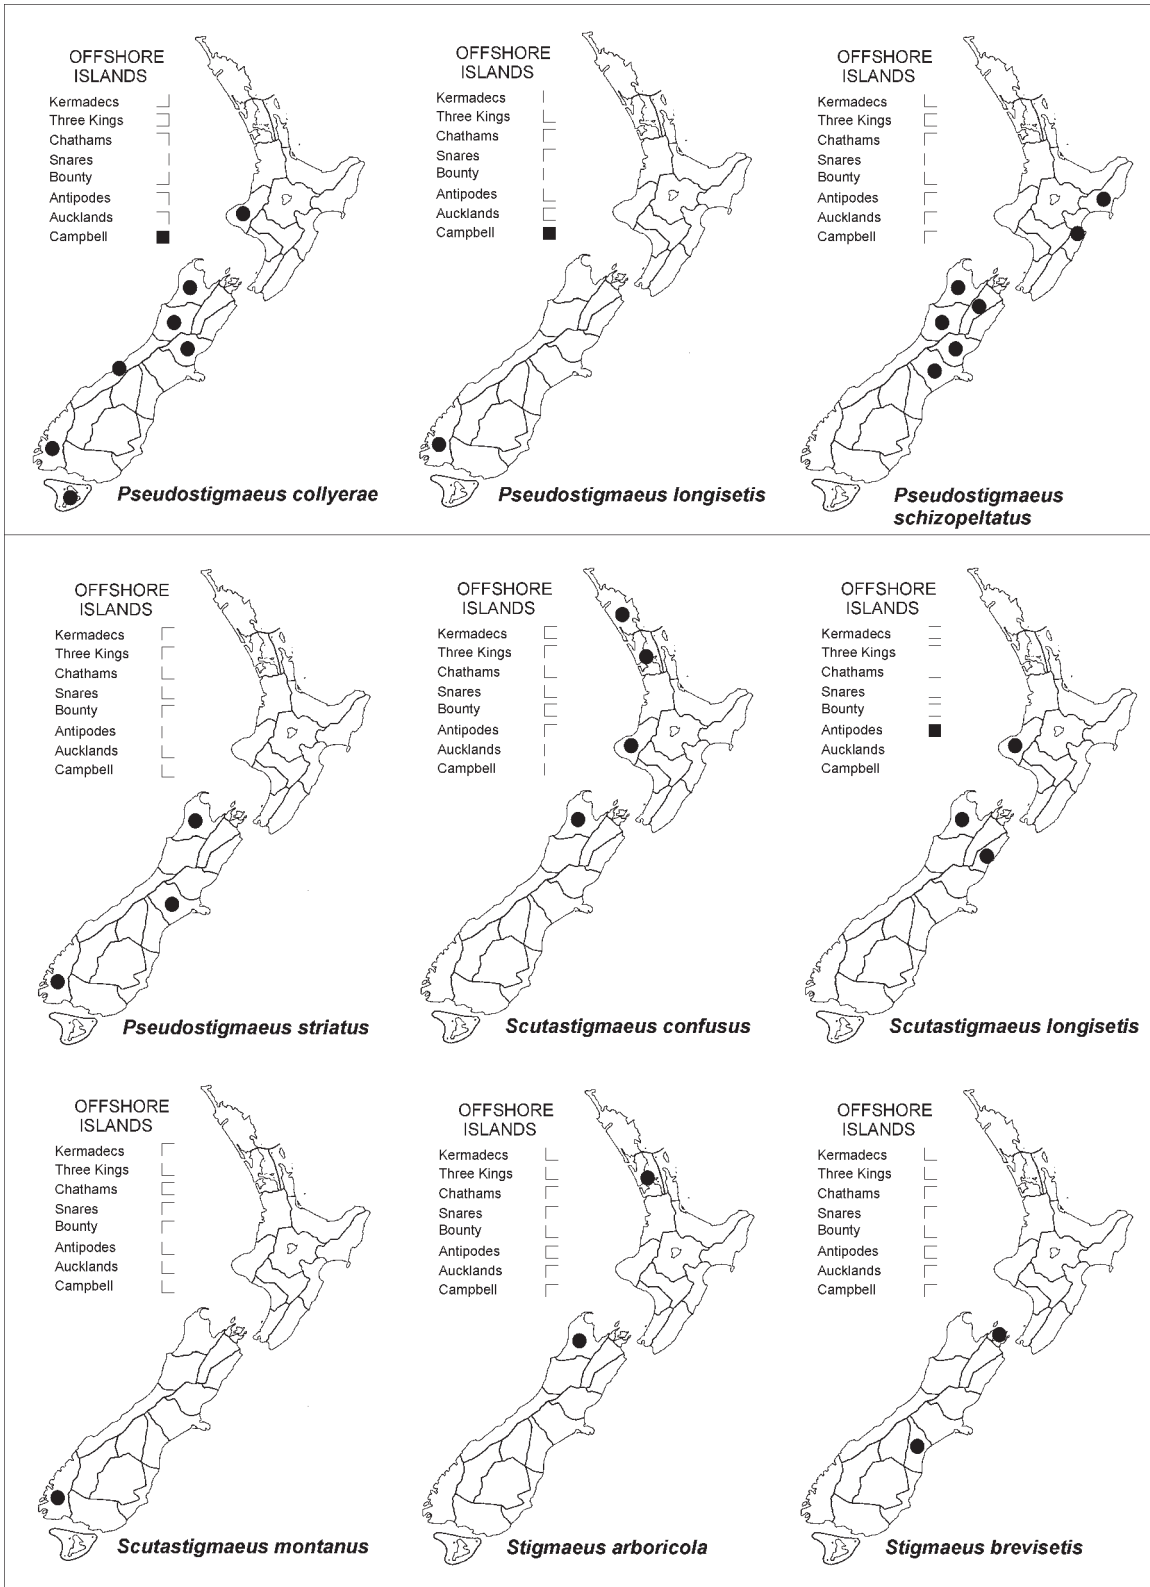 OFFSHORE
ISLANDS
Kermadecs
Three Kings
Chathams
Snares
Bounty
Antipodes
Aucklands
Campbell
Pseudostigmaeus collyerae
OFFSHORE
ISLANDS
Kermadecs
Three Kings
Chathams
Snares
Bounty
Antipodes
Aucklands
Campbell
Pseudostigmaeus longisetis
OFFSHORE
ISLANDS
Kermadecs
Three Kings
Chathams
Snares
Bounty
Antipodes
Aucklands
Campbell
Pseudostigmaeus
schizopeltatus
OFFSHORE
ISLANDS
Kermadecs
Three Kings
Chathams
Snares
Bounty
Antipodes
Aucklands
Campbell
Pseudostigmaeus striatus
OFFSHORE
ISLANDS
Kermadecs
Three Kings
Chathams
Snares
Bounty
Antipodes
Aucklands
Campbell
Scutastigmaeus confusus
OFFSHORE
ISLANDS
Kermadecs
Three Kings
Chathams
Snares
Bounty
Antipodes
Aucklands
Campbell
Scutastigmaeus longisetis
OFFSHORE
ISLANDS
Kermadecs
Three Kings
Chathams
Snares
Bounty
Antipodes
Aucklands
Campbell
Scutastigmaeus montanus
OFFSHORE
ISLANDS
Kermadecs
Three Kings
Chathams
Snares
Bounty
Antipodes
Aucklands
Campbell
Stigmaeus arboricola
OFFSHORE
ISLANDS
Kermadecs
Three Kings
Chathams
Snares
Bounty
Antipodes
Aucklands
Campbell
Stigmaeus brevisetis